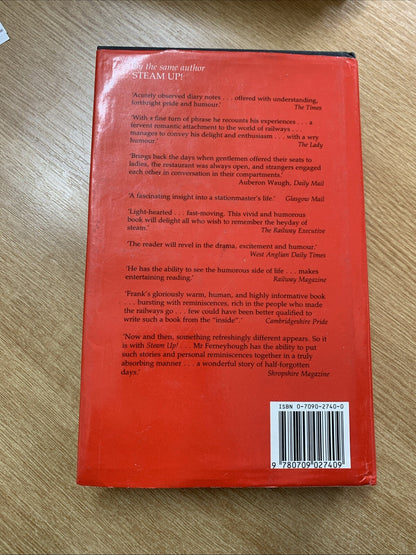 By the same author
STEAM UP!
'Acutely observed diary notes . . . offered with understanding,
forthright pride and humour.'
The Times
'With a fine turn of phrase he recounts his experiences . . . a
fervent romantic attachment to the world of railways . . .
manages to convey his delight and enthusiasm . . . with a wry
humour.'
The Lady
'Brings back the days when gentlemen offered their seats to
ladies, the restaurant was always open, and strangers engaged
each other in conversation in their compartments.'
Auberon Waugh, Daily Mail
'A fascinating insight into a stationmaster's life.' Glasgow Mail
'Light-hearted . . . fast-moving. This vivid and humorous
book will delight all who wish to remember the heyday of
steam.'
The Railway Executive
'The reader will revel in the drama, excitement and humour.'
West Anglian Daily Times
'He has the ability to see the humorous side of life . . . makes
entertaining reading.'
Railway Magazine
'Frank's gloriously warm, human, and highly informative book
. . . bursting with reminiscences, rich in the people who made
the railways go . . . few could have been better qualified to
write such a book from the "inside".' Cambridgeshire Pride
'Now and then, something refreshingly different appears. So it
is with Steam Up! . . . Mr Ferneyhough has the ability to put
such stories and personal reminiscences together in a truly
absorbing manner . . . a wonderful story of half-forgotten
days.'
Shropshire Magazine
ISBN 0-7090-2740-0
9 780709 027409